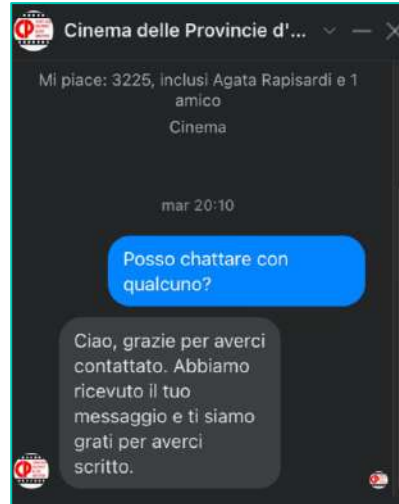 Cinema delle Provincie d'...
Mi piace: 3225, inclusi Agata Rapisardi e 1
amico
Cinema
mar 20:10
Posso chattare con
qualcuno?
Ciao, grazie per averci
contattato. Abbiamo
ricevuto il tuo
messaggio e ti siamo
grati per averci
scritto.